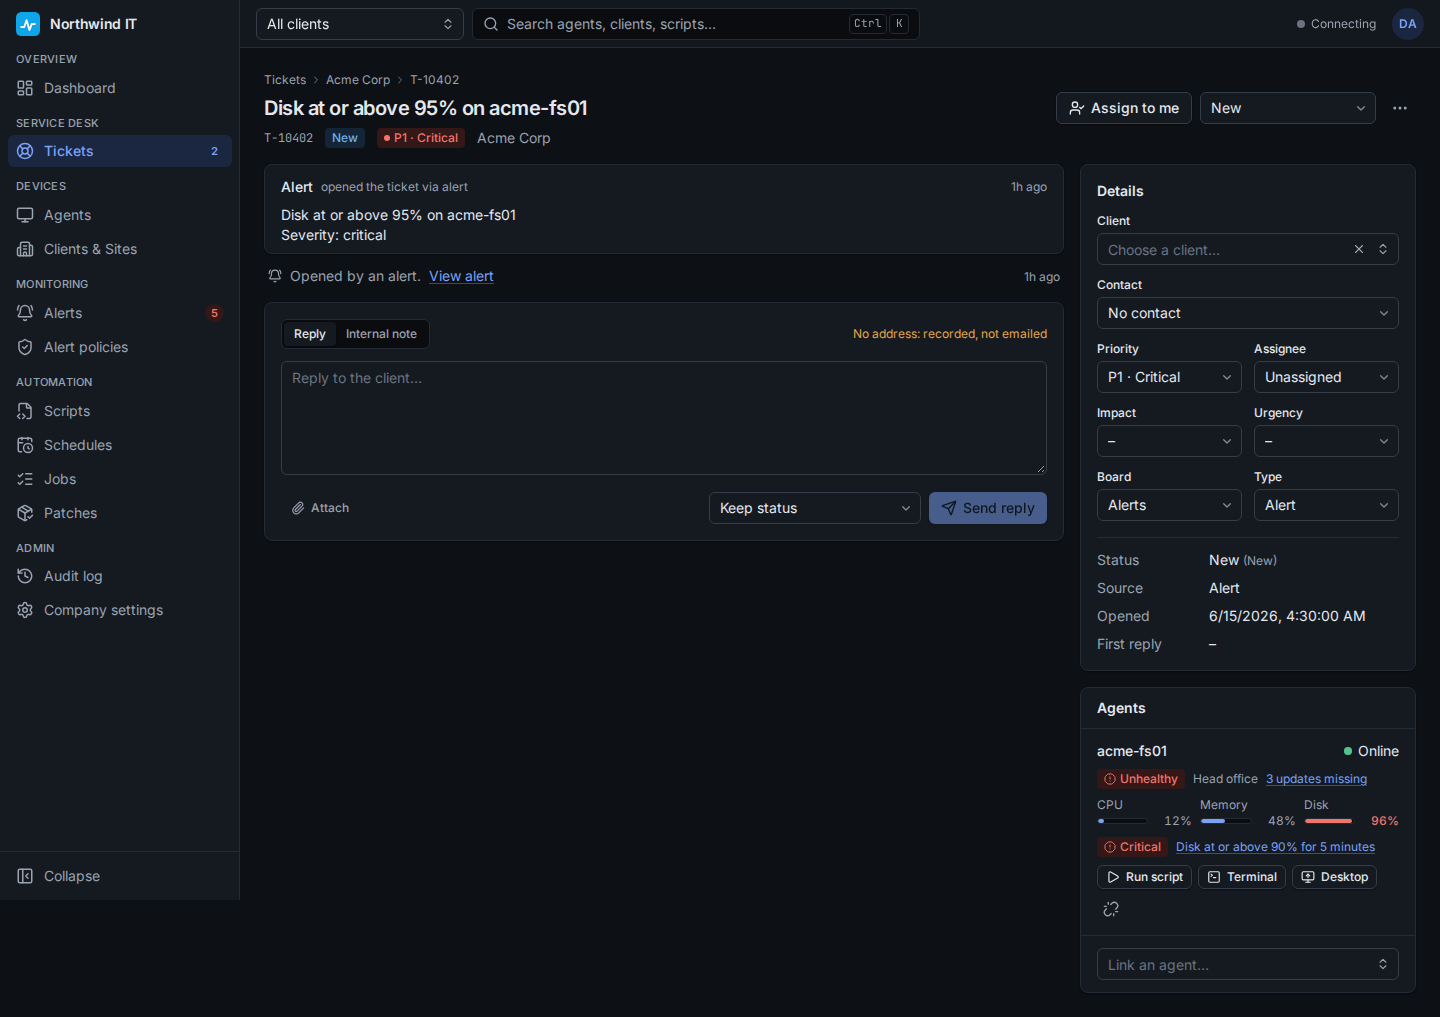 Northwind IT
All clients
Search agents, clients, scripts...
Ctrl K
Connecting
DA
OVERVIEW
Dashboard
SERVICE DESK
Tickets 2
DEVICES
Agents
Clients & Sites
MONITORING
Alerts 5
Alert policies
AUTOMATION
Scripts
Schedules
Jobs
Patches
ADMIN
Audit log
Company settings
Collapse
Tickets > Acme Corp > T-10402
Disk at or above 95% on acme-fs01
T-10402 New P1 · Critical Acme Corp
Assign to me
New
Alert opened the ticket via alert 1h ago
Disk at or above 95% on acme-fs01
Severity: critical
Opened by an alert. View alert 1h ago
Reply Internal note No address: recorded, not emailed
Reply to the client...
Attach Keep status Send reply
Details
Client
Choose a client...
Contact
No contact
Priority Assignee
P1 · Critical Unassigned
Impact Urgency
– –
Board Type
Alerts Alert
Status New (New)
Source Alert
Opened 6/15/2026, 4:30:00 AM
First reply –
Agents
acme-fs01 Online
Unhealthy Head office 3 updates missing
CPU Memory Disk
12% 48% 96%
Critical Disk at or above 90% for 5 minutes
Run script Terminal Desktop
Link an agent...